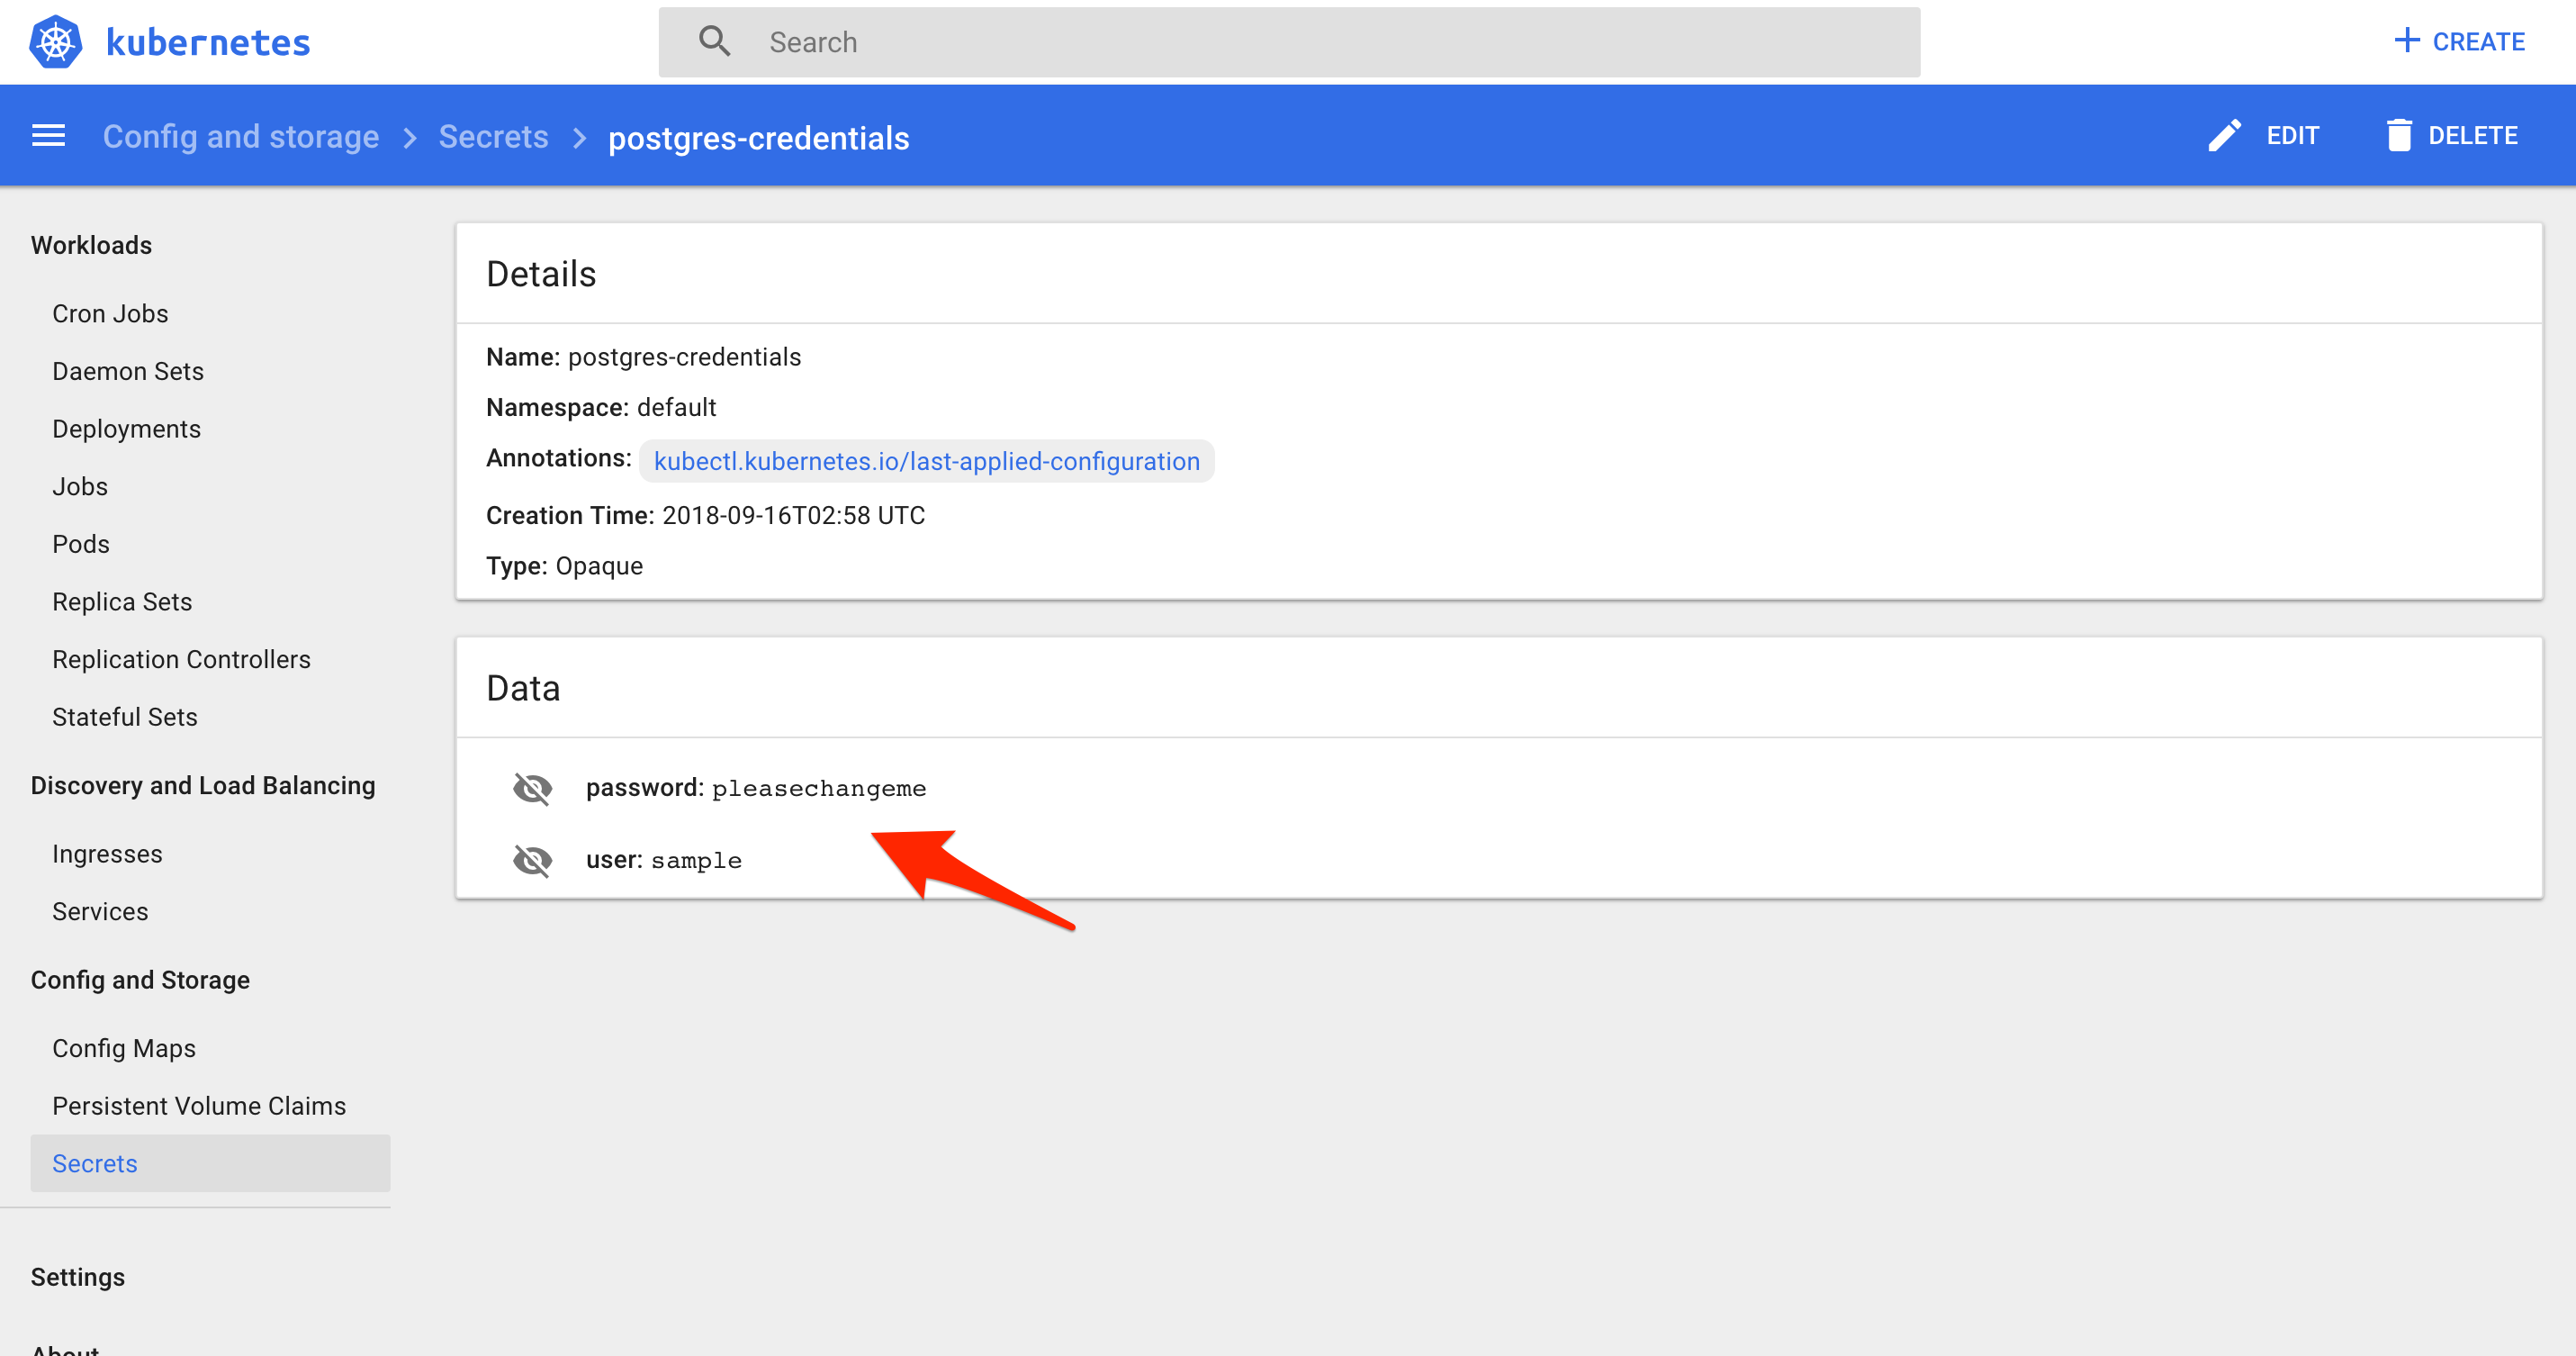 kubernetes
Search
CREATE
Config and storage > Secrets > postgres-credentials
EDIT
DELETE
Workloads
Cron Jobs
Daemon Sets
Deployments
Jobs
Pods
Replica Sets
Replication Controllers
Stateful Sets
Discovery and Load Balancing
Ingresses
Services
Config and Storage
Config Maps
Persistent Volume Claims
Secrets
Settings
About
Details
Name: postgres-credentials
Namespace: default
Annotations: kubectl.kubernetes.io/last-applied-configuration
Creation Time: 2018-09-16T02:58 UTC
Type: Opaque
Data
password: pleasechangeme
user: sample